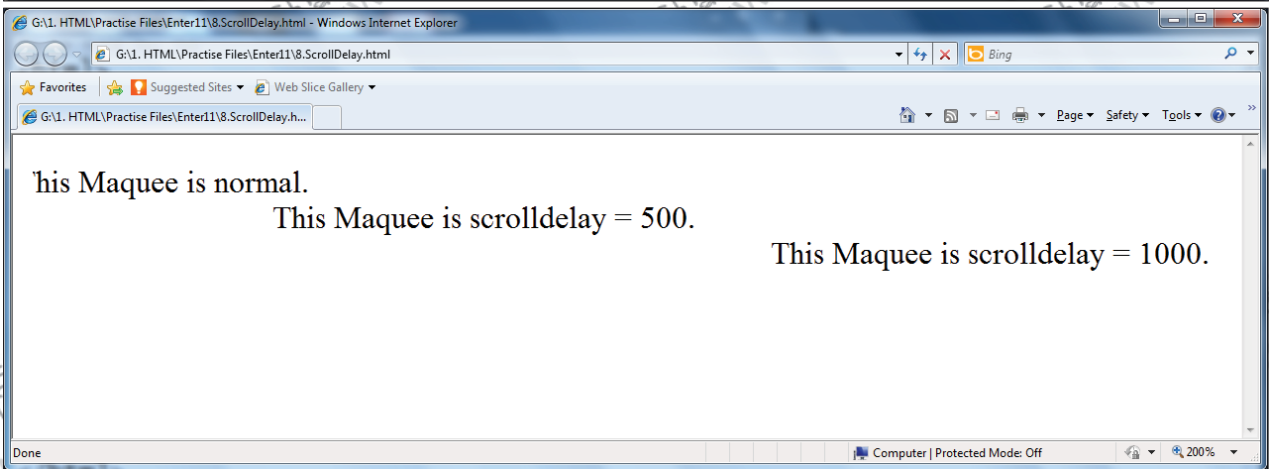 G:\1. HTML\Practise Files\Enter11\8.ScrollDelay.html - Windows Internet Explorer
G:\1. HTML\Practise Files\Enter11\8.ScrollDelay.html Bing
Favorites Suggested Sites Web Slice Gallery
G:\1. HTML\Practise Files\Enter11\8.ScrollDelay.h... Page Safety Tools »
his Maquee is normal.
This Maquee is scrolldelay = 500.
This Maquee is scrolldelay = 1000.
Done Computer | Protected Mode: Off 200%